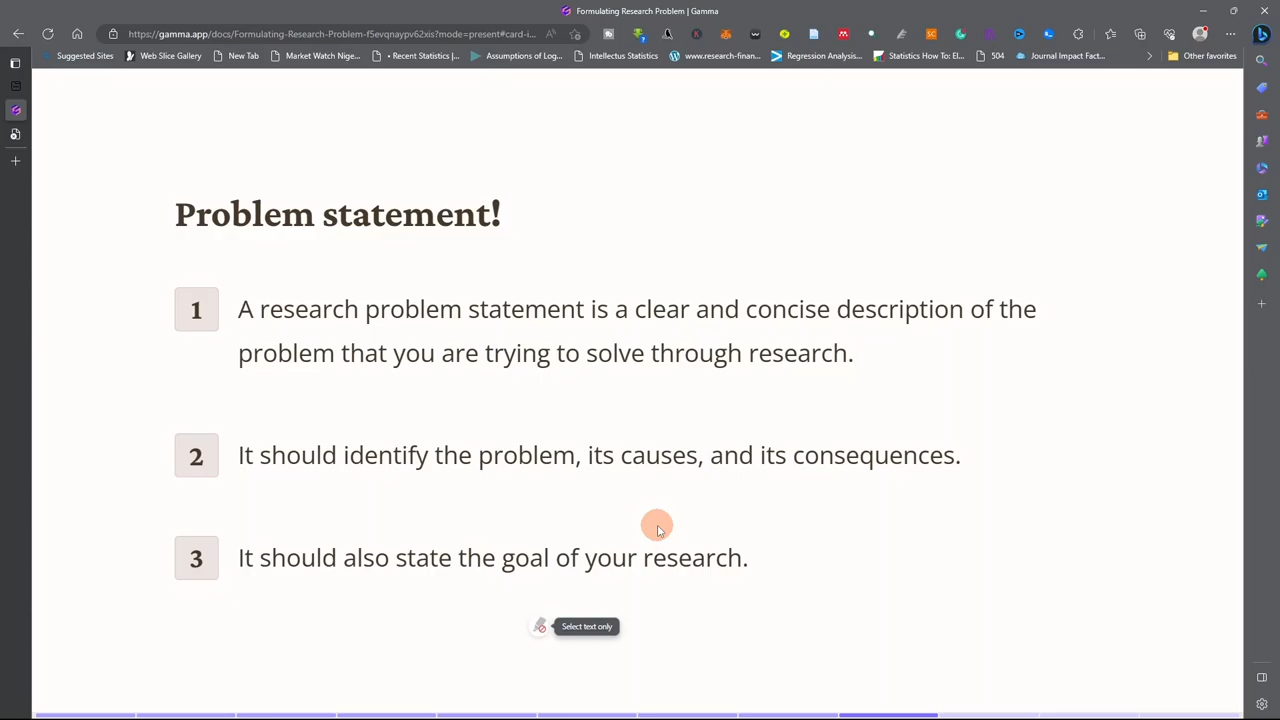 Formulating Research Problem | Gamma
https://gamma.app/docs/Formulating-Research-Problem-f5evqnaypv62xis?mode=present#card-i...
Suggested Sites
Web Slice Gallery
New Tab
Market Watch Nige...
• Recent Statistics |...
Assumptions of Log...
Intellectus Statistics
www.research-finan...
Regression Analysis...
Statistics How To: El...
504
Journal Impact Fact...
Other favorites
Problem statement!
1 A research problem statement is a clear and concise description of the
problem that you are trying to solve through research.
2 It should identify the problem, its causes, and its consequences.
3 It should also state the goal of your research.
Select text only